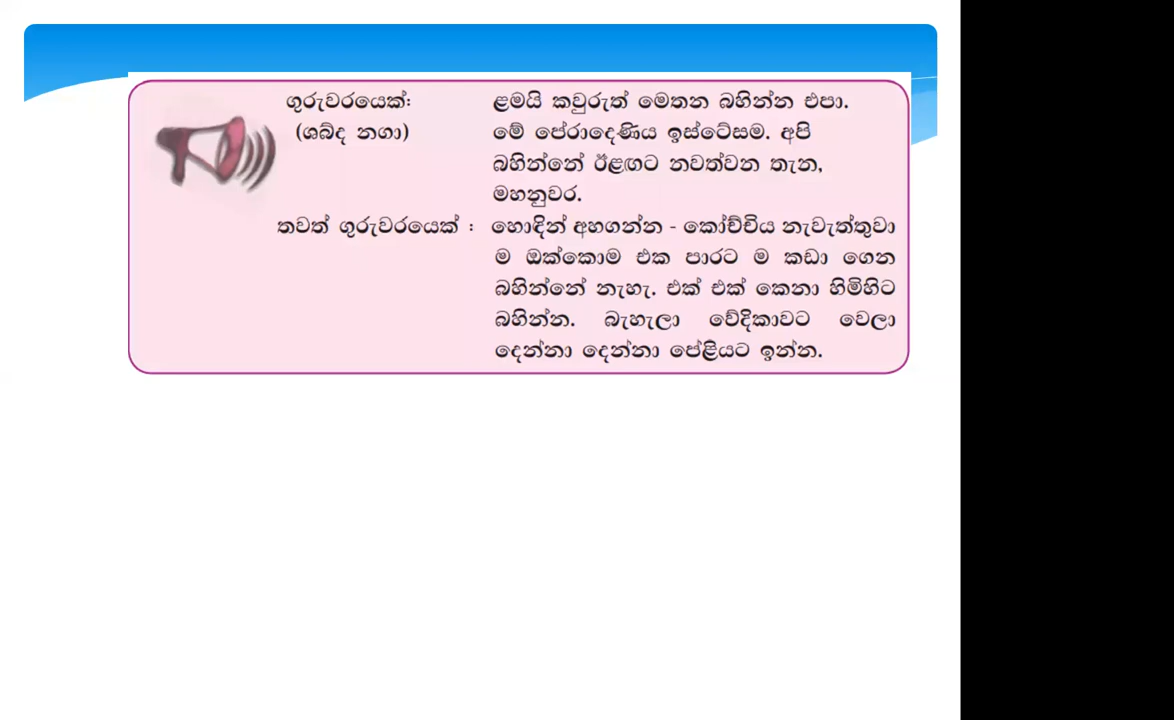 ගුරුවරයෙක්: ළමයි කවුරුත් මෙතන බහින්න එපා.
(ශබ්ද නගා) මේ පේරාදෙණිය ඉස්ටේසම. අපි
බහින්නේ ඊළඟට නවත්වන තැන,
මහනුවර.
තවත් ගුරුවරයෙක් : හොඳින් අහගන්න - කෝච්චිය නැවැත්තුවා
ම ඔක්කොම එක පාරට ම කඩා ගෙන
බහින්නේ නැහැ. එක් එක් කෙනා හිමිහිට
බහින්න. බැහැලා වේදිකාවට වෙලා
දෙන්නා දෙන්නා පේළියට ඉන්න.